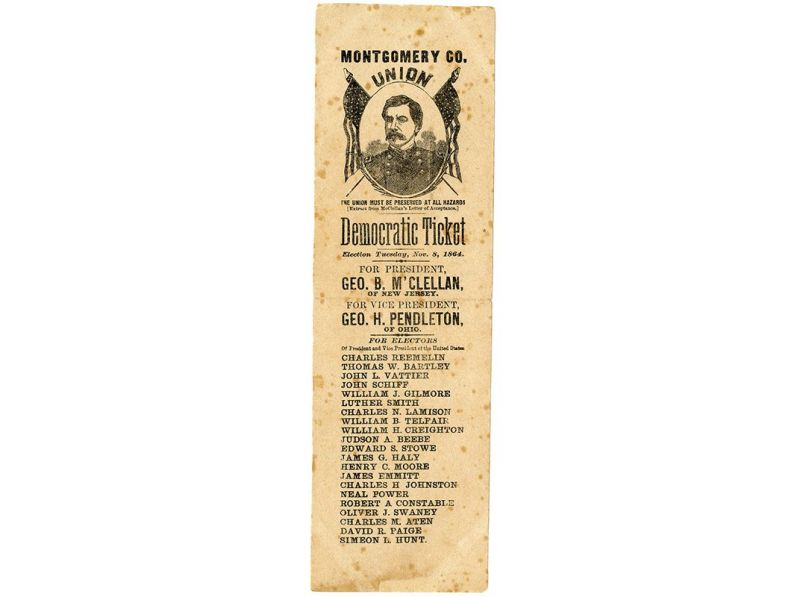 MONTGOMERY CO.
UNION
THE UNION MUST BE PRESERVED AT ALL HAZARDS
[Extract from McClellan's Letter of Acceptance.]
Democratic Ticket
Election Tuesday, Nov. 8, 1864.
FOR PRESIDENT,
GEO. B. M'CLELLAN,
OF NEW JERSEY.
FOR VICE PRESIDENT,
GEO. H. PENDLETON,
OF OHIO.
FOR ELECTORS
Of President and Vice President of the United States
CHARLES REEMELIN
THOMAS W. BARTLEY
JOHN L. VATTIER
JOHN SCHIFF
WILLIAM J. GILMORE
LUTHER SMITH
CHARLES N. LAMISON
WILLIAM B. TELFAIR
WILLIAM H. CREIGHTON
JUDSON A. BEEBE
EDWARD S. STOWE
JAMES G. HALY
HENRY C. MOORE
JAMES EMMITT
CHARLES H JOHNSTON
NEAL POWER
ROBERT A CONSTABLE
OLIVER J. SWANEY
CHARLES M. ATEN
DAVID R. PAIGE
SIMEON L. HUNT.